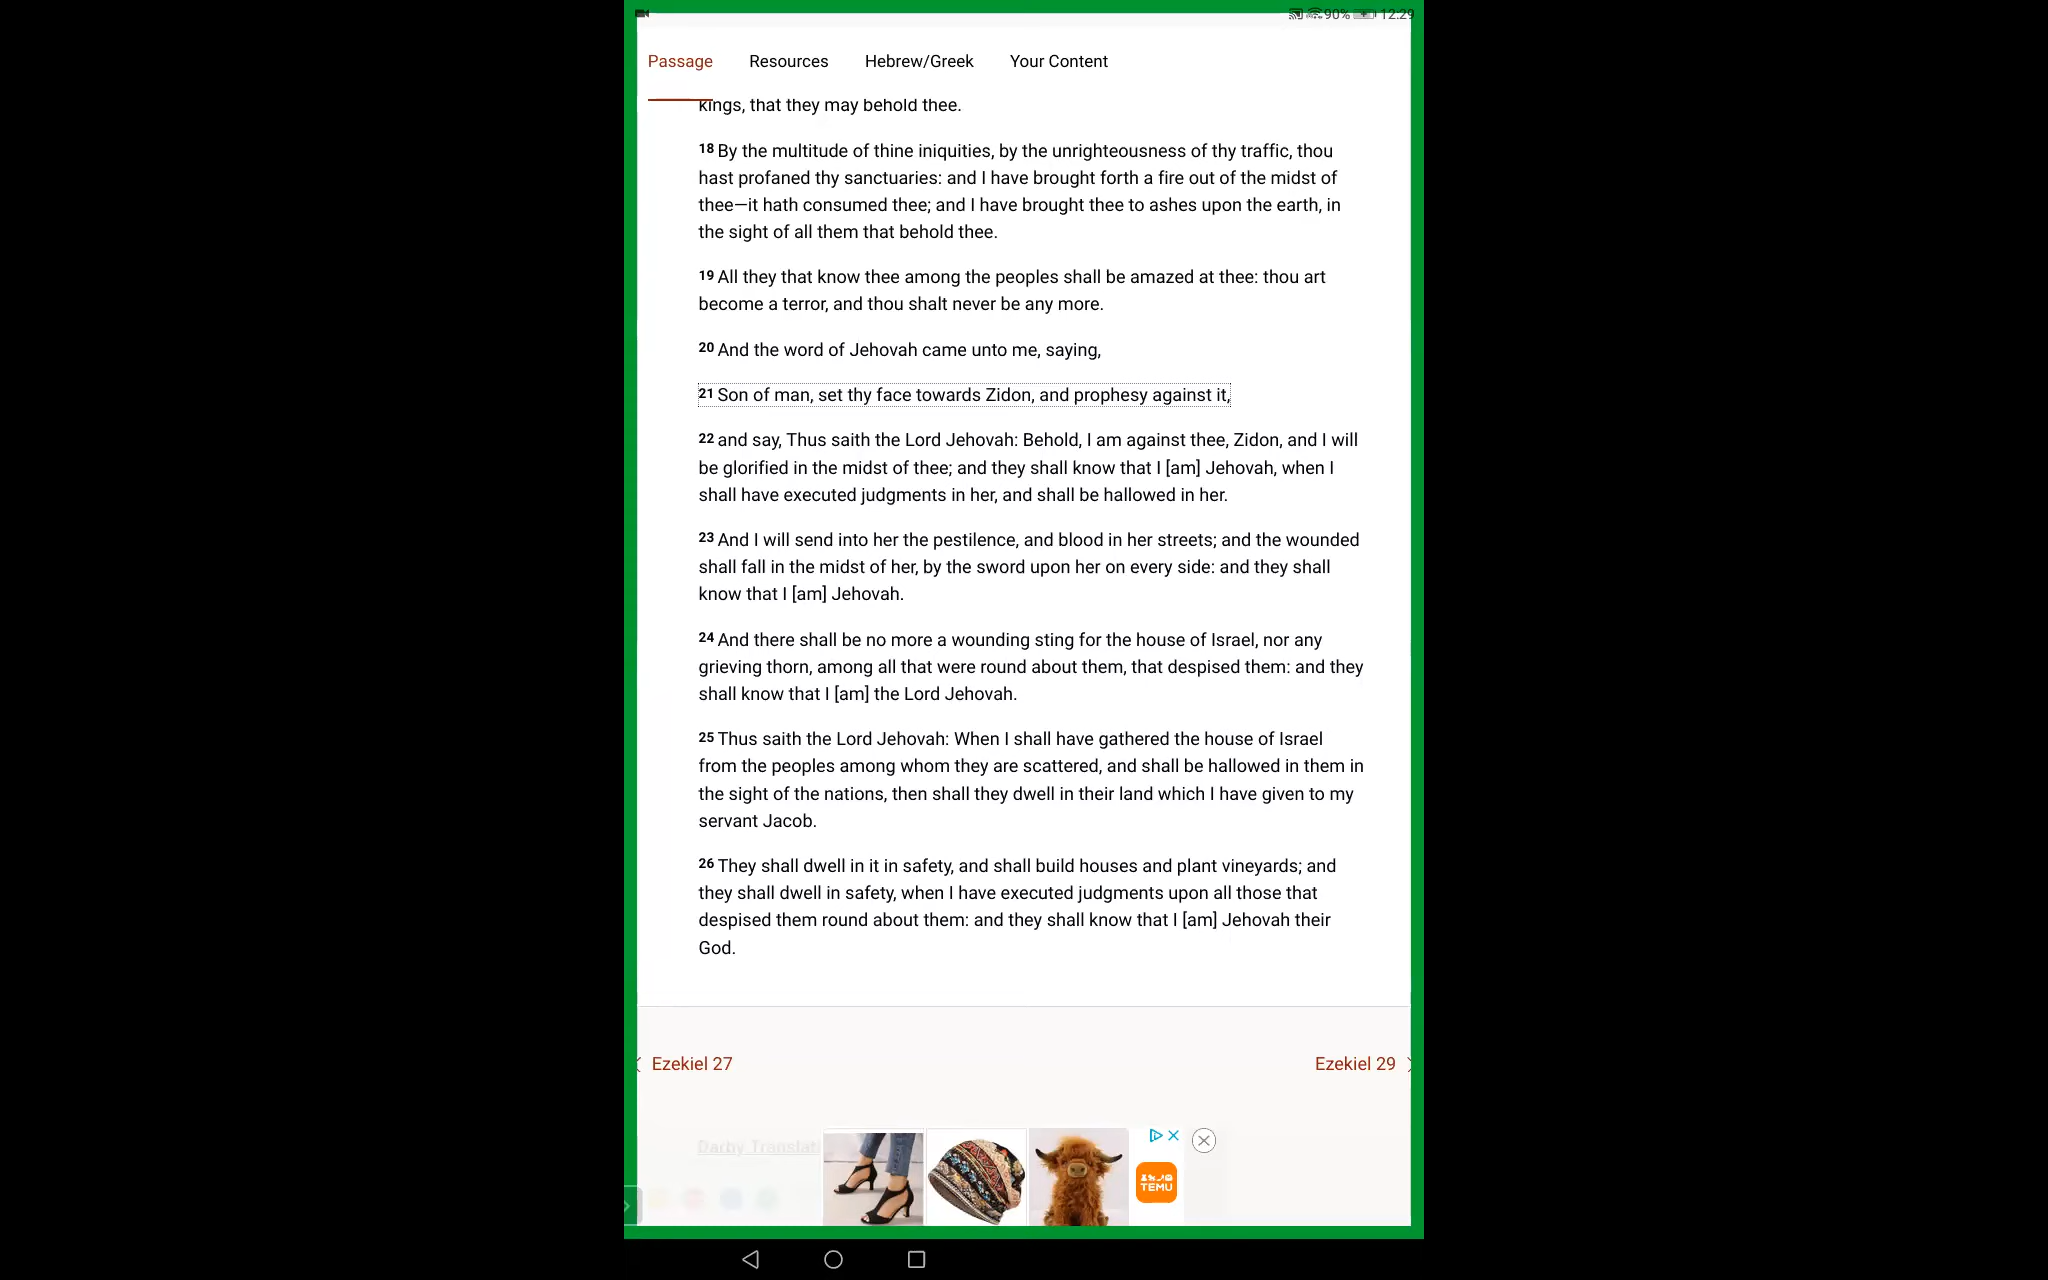 90% 12:29
Passage Resources Hebrew/Greek Your Content
kings, that they may behold thee.
18 By the multitude of thine iniquities, by the unrighteousness of thy traffic, thou
hast profaned thy sanctuaries: and I have brought forth a fire out of the midst of
thee—it hath consumed thee; and I have brought thee to ashes upon the earth, in
the sight of all them that behold thee.
19 All they that know thee among the peoples shall be amazed at thee: thou art
become a terror, and thou shalt never be any more.
20 And the word of Jehovah came unto me, saying,
21 Son of man, set thy face towards Zidon, and prophesy against it,
22 and say, Thus saith the Lord Jehovah: Behold, I am against thee, Zidon, and I will
be glorified in the midst of thee; and they shall know that I [am] Jehovah, when I
shall have executed judgments in her, and shall be hallowed in her.
23 And I will send into her the pestilence, and blood in her streets; and the wounded
shall fall in the midst of her, by the sword upon her on every side: and they shall
know that I [am] Jehovah.
24 And there shall be no more a wounding sting for the house of Israel, nor any
grieving thorn, among all that were round about them, that despised them: and they
shall know that I [am] the Lord Jehovah.
25 Thus saith the Lord Jehovah: When I shall have gathered the house of Israel
from the peoples among whom they are scattered, and shall be hallowed in them in
the sight of the nations, then shall they dwell in their land which I have given to my
servant Jacob.
26 They shall dwell in it in safety, and shall build houses and plant vineyards; and
they shall dwell in safety, when I have executed judgments upon all those that
despised them round about them: and they shall know that I [am] Jehovah their
God.
Ezekiel 27 Ezekiel 29
Darby Translati
TEMU